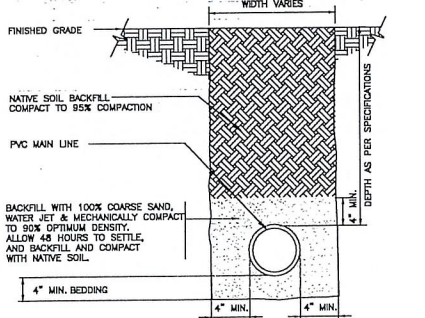 WIDTH VARIES
FINISHED GRADE
NATIVE SOIL BACKFILL
COMPACT TO 95% COMPACTION
PVC MAIN LINE
BACKFILL WITH 100% COARSE SAND,
WATER JET & MECHANICALLY COMPACT
TO 90% OPTIMUM DENSITY.
ALLOW 48 HOURS TO SETTLE,
AND BACKFILL AND COMPACT
WITH NATIVE SOIL.
4" MIN. BEDDING
4" MIN.
4" MIN.
4" MIN.
DEPTH AS PER SPECIFICATIONS